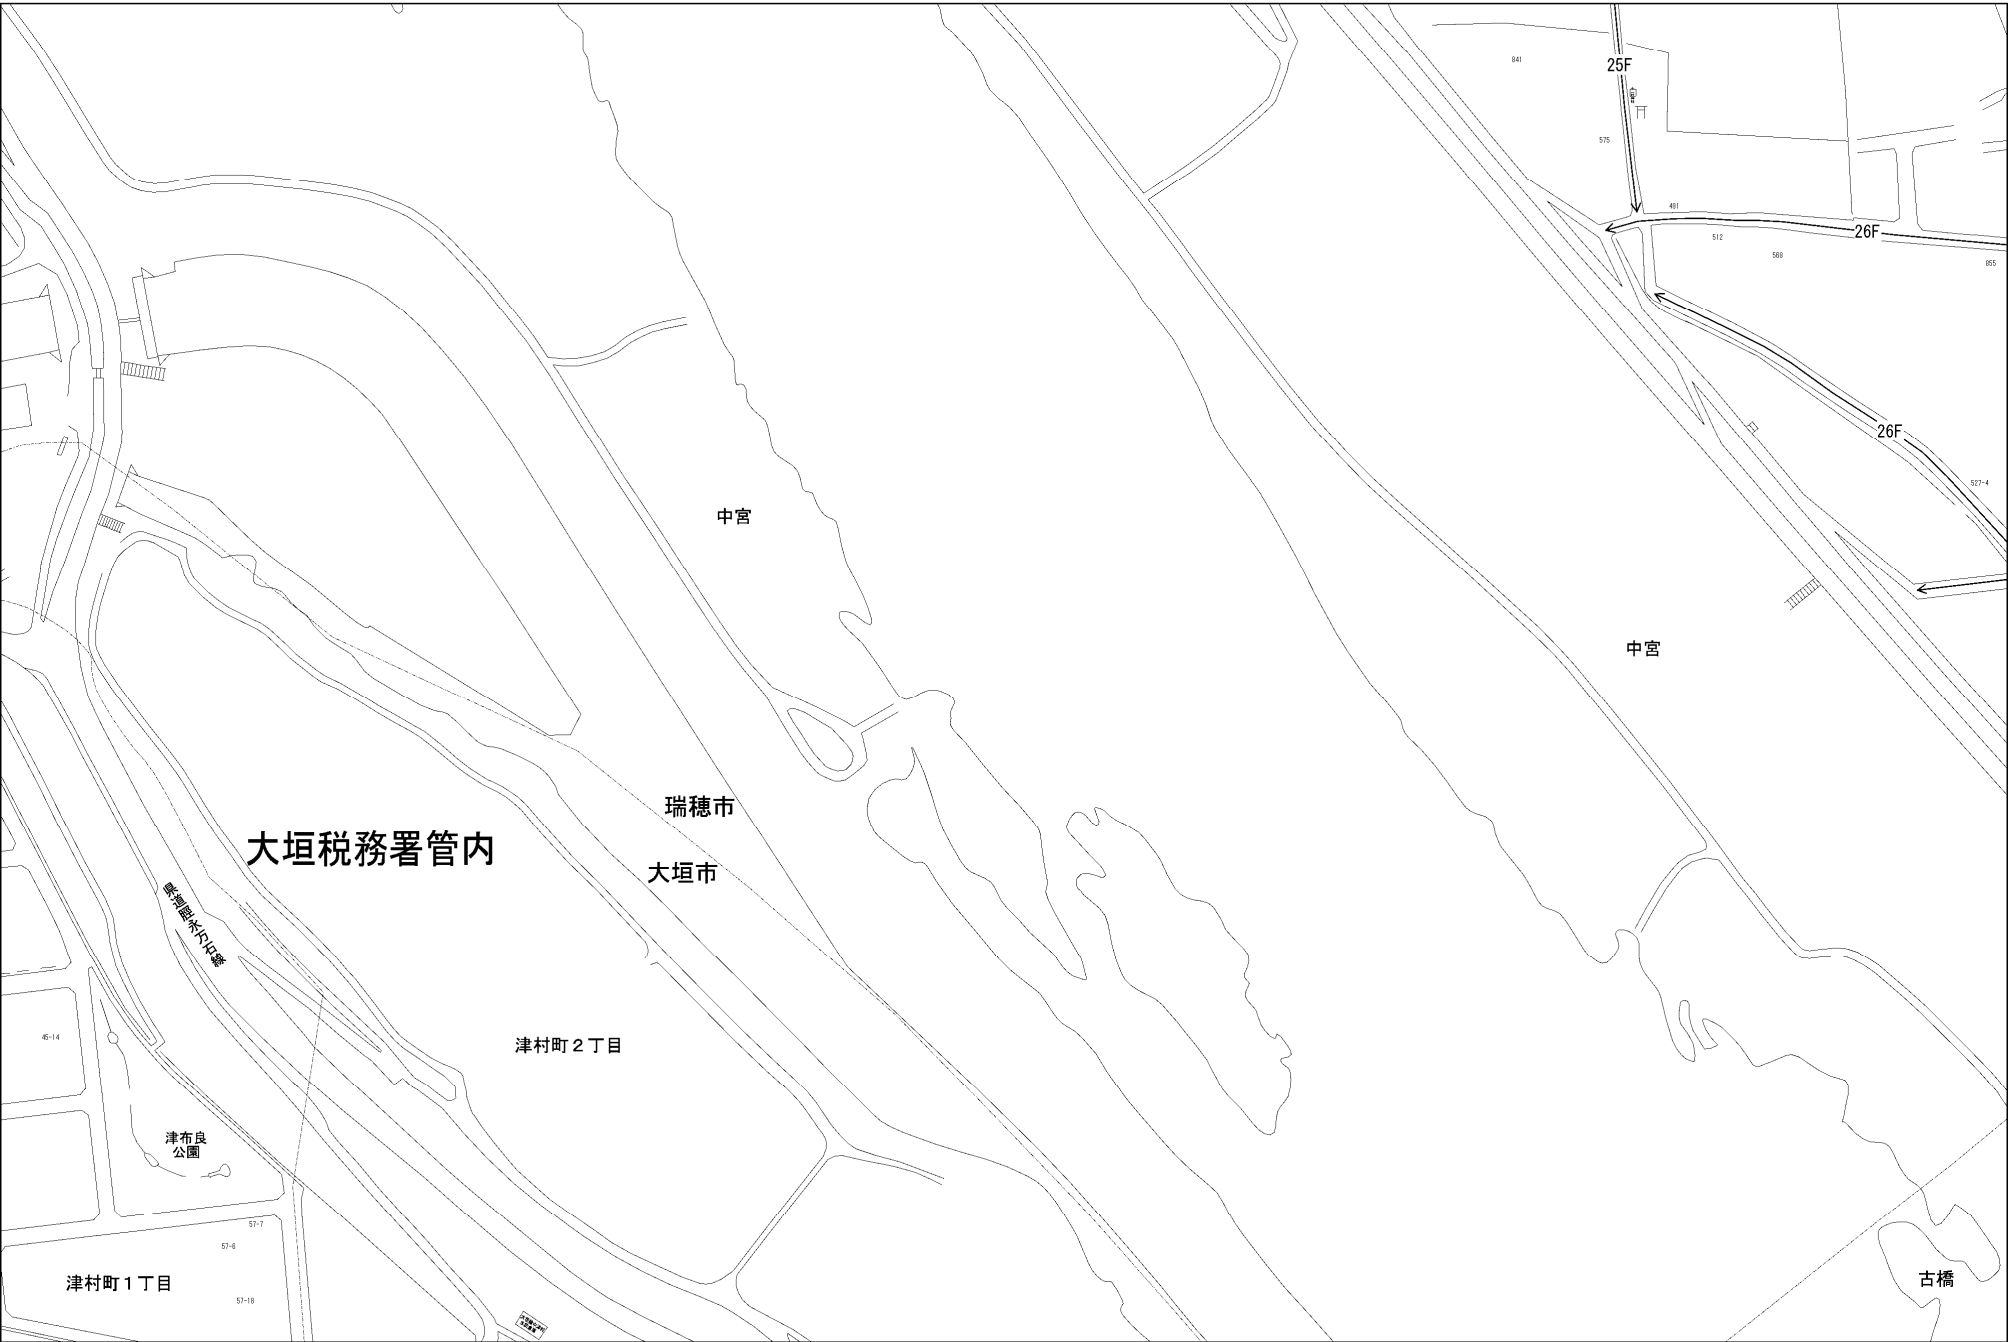 841
25F
575
481
26F
512
568
855
26F
527-4
中宮
中宮
瑞穂市
大垣市
大垣税務署管内
県道脛永万石線
津村町2丁目
45-14
津布良
公園
57-7
57-6
57-18
津村町1丁目
古橋